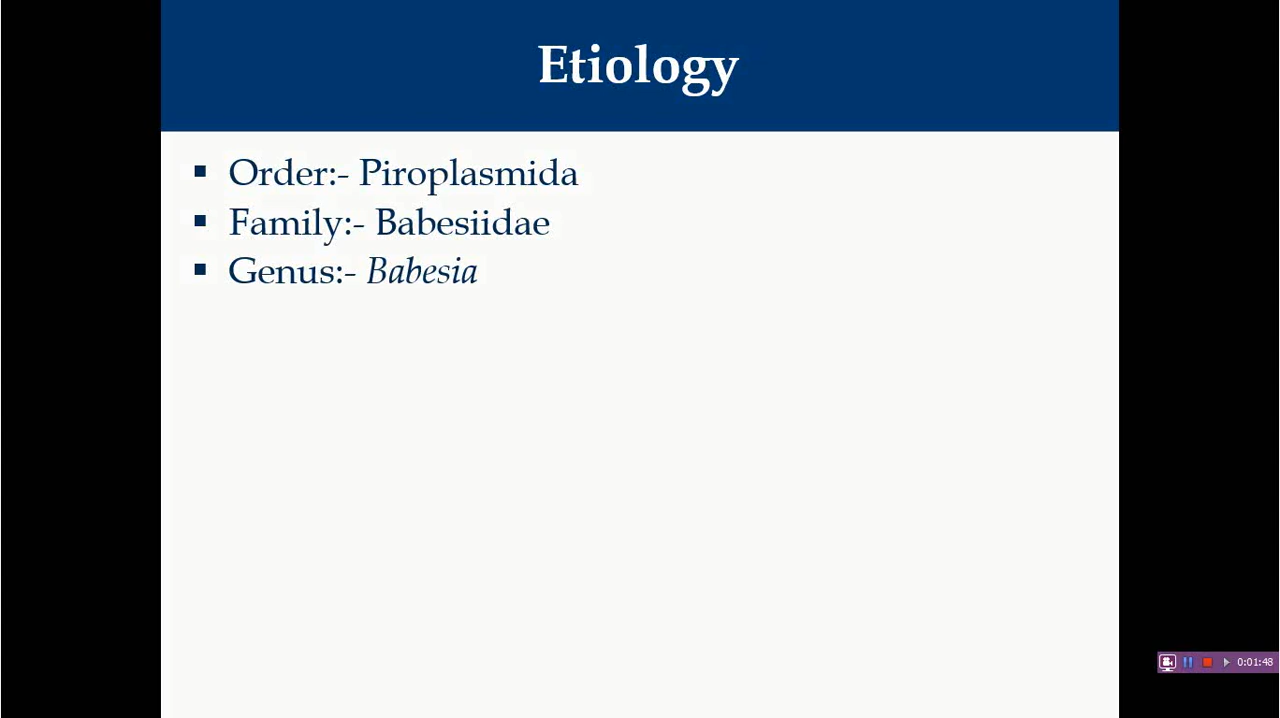 Etiology
▪ Order:- Piroplasmida
▪ Family:- Babesiidae
▪ Genus:- Babesia
0:01:48